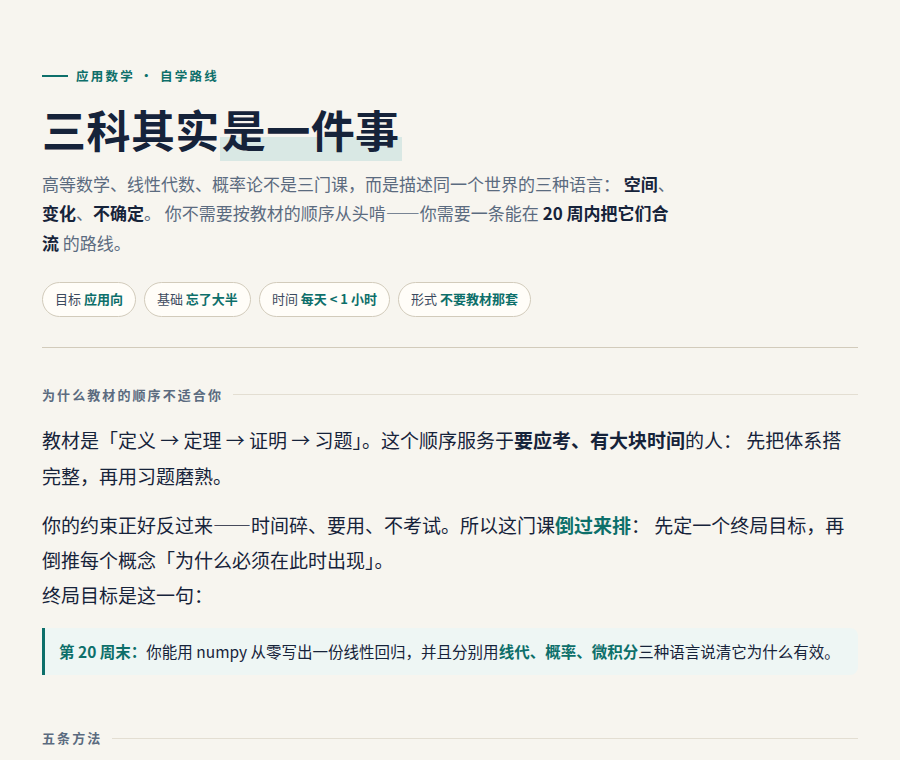 应用数学 · 自学路线
三科其实是一件事
高等数学、线性代数、概率论不是三门课，而是描述同一个世界的三种语言： 空间、
变化、不确定。 你不需要按教材的顺序从头啃——你需要一条能在 20 周内把它们合
流 的路线。
目标 应用向 基础 忘了大半 时间 每天 < 1 小时 形式 不要教材那套
为什么教材的顺序不适合你
教材是「定义 → 定理 → 证明 → 习题」。这个顺序服务于要应考、有大块时间的人： 先把体系搭
完整，再用习题磨熟。
你的约束正好反过来——时间碎、要用、不考试。所以这门课倒过来排： 先定一个终局目标，再
倒推每个概念「为什么必须在此时出现」。
终局目标是这一句：
第 20 周末：你能用 numpy 从零写出一份线性回归，并且分别用线代、概率、微积分三种语言说清它为什么有效。
五条方法